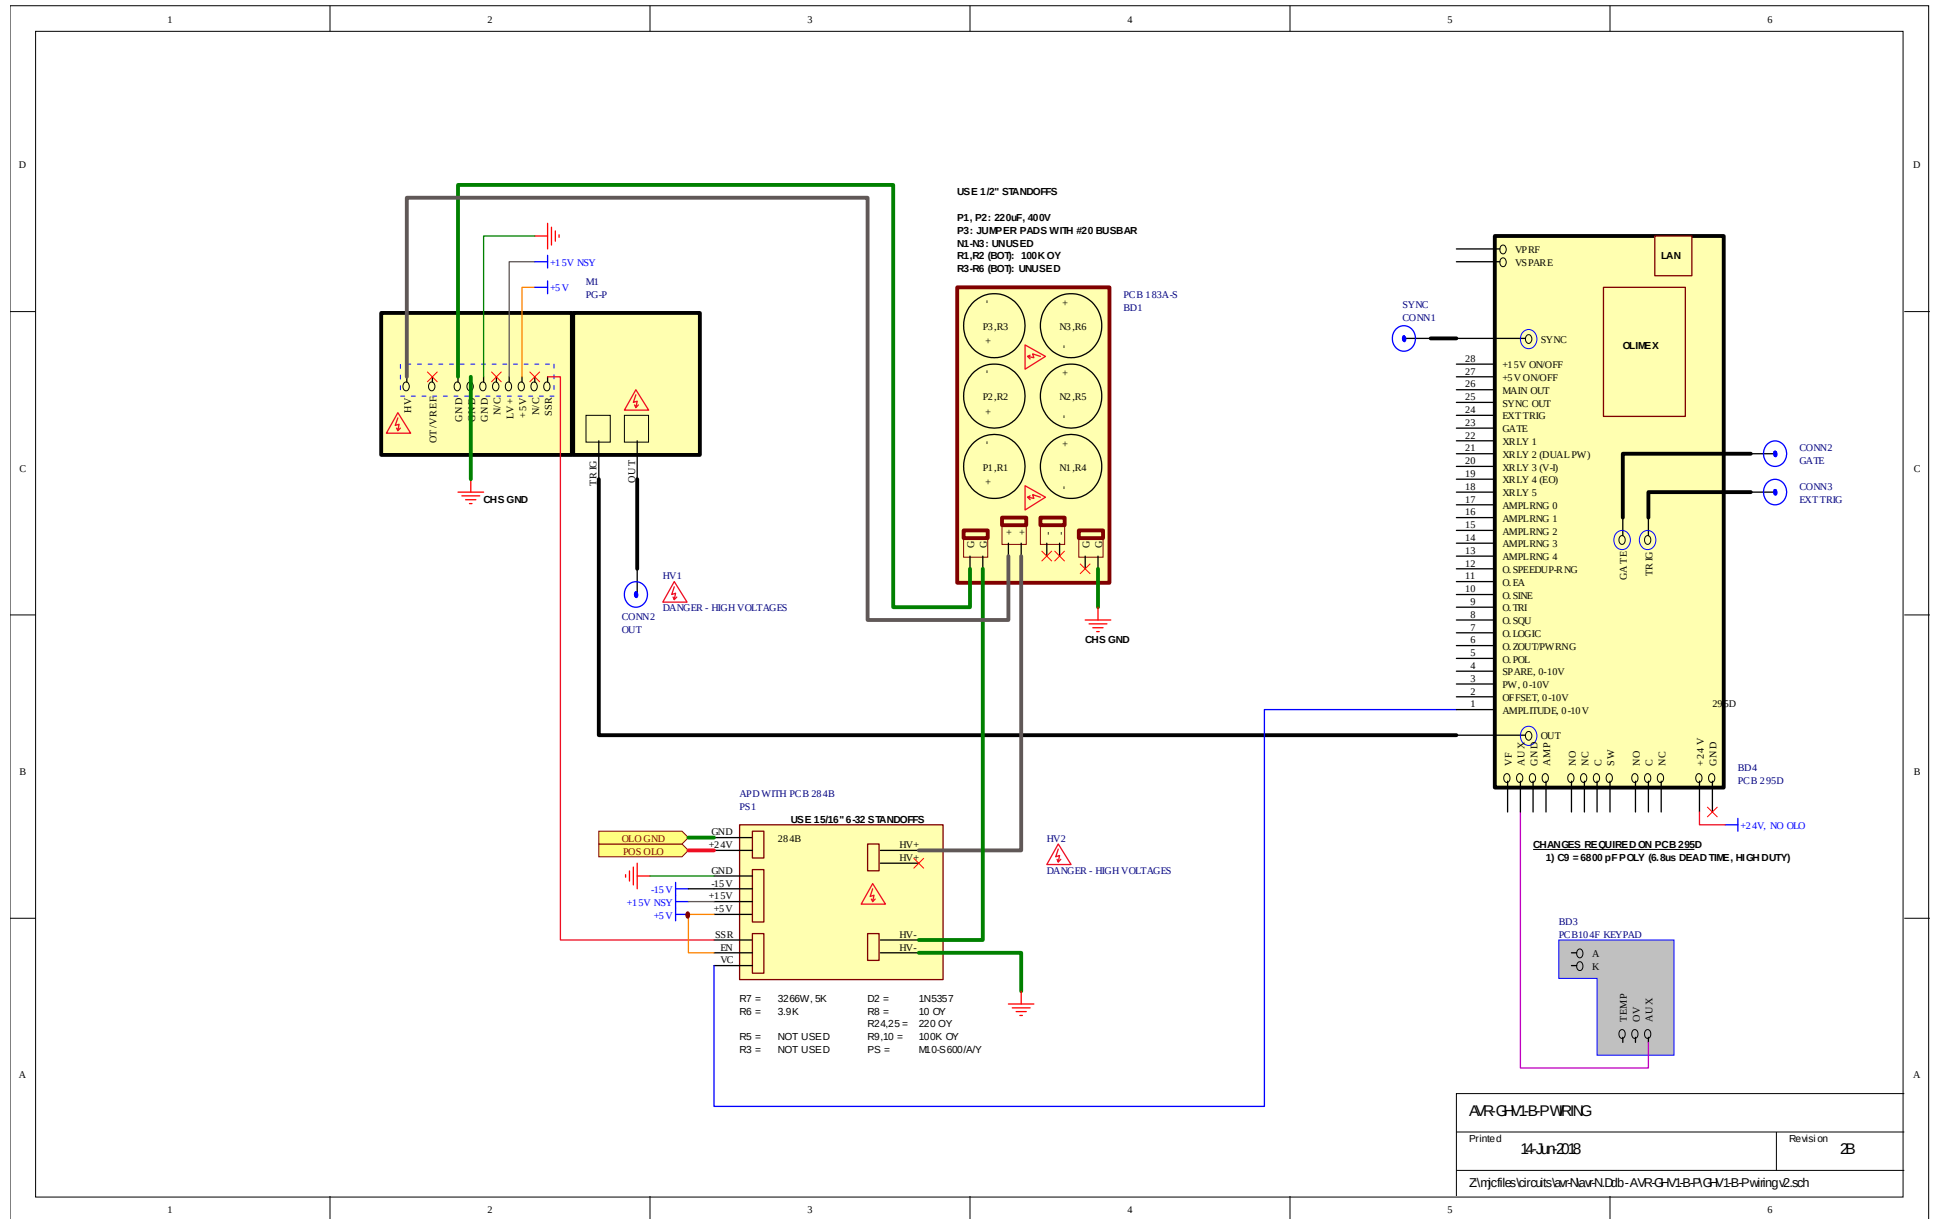 1 2 3 4 5 6
D D
C C
B B
A A
+15V NSY
+5V
M1
PG-P
HV
OT/VREF
GND
GND
GND
N/C
LV+
+5V
N/C
SSR
TRIG
OUT
CHS GND
HV1
DANGER - HIGH VOLTAGES
CONN2
OUT
USE 1/2" STANDOFFS
P1, P2: 220uF, 400V
P3: JUMPER PADS WITH #20 BUSBAR
N1-N3: UNUSED
R1,R2 (BOT): 100K OY
R3-R6 (BOT): UNUSED
PCB 183A-S
BD1
P3,R3
N3,R6
P2,R2
N2,R5
P1,R1
N1,R4
G G
+ +
- -
G G
CHS GND
SYNC
CONN1
VPRF
VSPARE
LAN
OLIMEX
SYNC
28 +15V ON/OFF
27 +5V ON/OFF
26 MAIN OUT
25 SYNC OUT
24 EXT TRIG
23 GATE
22 XRLY 1
21 XRLY 2 (DUAL PW)
20 XRLY 3 (V-I)
19 XRLY 4 (EO)
18 XRLY 5
17 AMPLRNG 0
16 AMPLRNG 1
15 AMPLRNG 2
14 AMPLRNG 3
13 AMPLRNG 4
12 O. SPEEDUP-RNG
11 O. EA
10 O. SINE
9 O. TRI
8 O. SQU
7 O. LOGIC
6 O. ZOUT/PWRNG
5 O. POL
4 SPARE, 0-10V
3 PW, 0-10V
2 OFFSET, 0-10V
1 AMPLITUDE, 0-10V
295D
OUT
GATE
TRIG
CONN2
GATE
CONN3
EXT TRIG
VF
AUX
GND
AMP
NO
NC
C
SW
NO
C
NC
+24V
GND
BD4
PCB 295D
+24V, NO OLO
CHANGES REQUIRED ON PCB 295D
1) C9 = 6800 pF POLY (6.8us DEAD TIME, HIGH DUTY)
APD WITH PCB 284B
PS1
USE 15/16" 6-32 STANDOFFS
284B
OLO GND
POS OLO
GND
+24V
GND
-15V
+15V
+5V
-15V
+15V NSY
+5V
SSR
EN
VC
HV+
HV+
HV-
HV-
HV2
DANGER - HIGH VOLTAGES
R7 = 3266W, 5K D2 = 1N5357
R6 = 3.9K R8 = 10 OY
R24,25 = 220 OY
R5 = NOT USED R9,10 = 100K OY
R3 = NOT USED PS = M10-S600/A/Y
BD3
PCB104F KEYPAD
A
K
TEMP
OV
AUX
AVR-GHV1-B-P WIRING
Printed 14-Jun-2018 Revision 2B
Z:\mjcfiles\circuits\avr-N\avr-N.Ddb - AVR-GHV1-B-P\GHV1-B-P wiring v2.sch
1 2 3 4 5 6